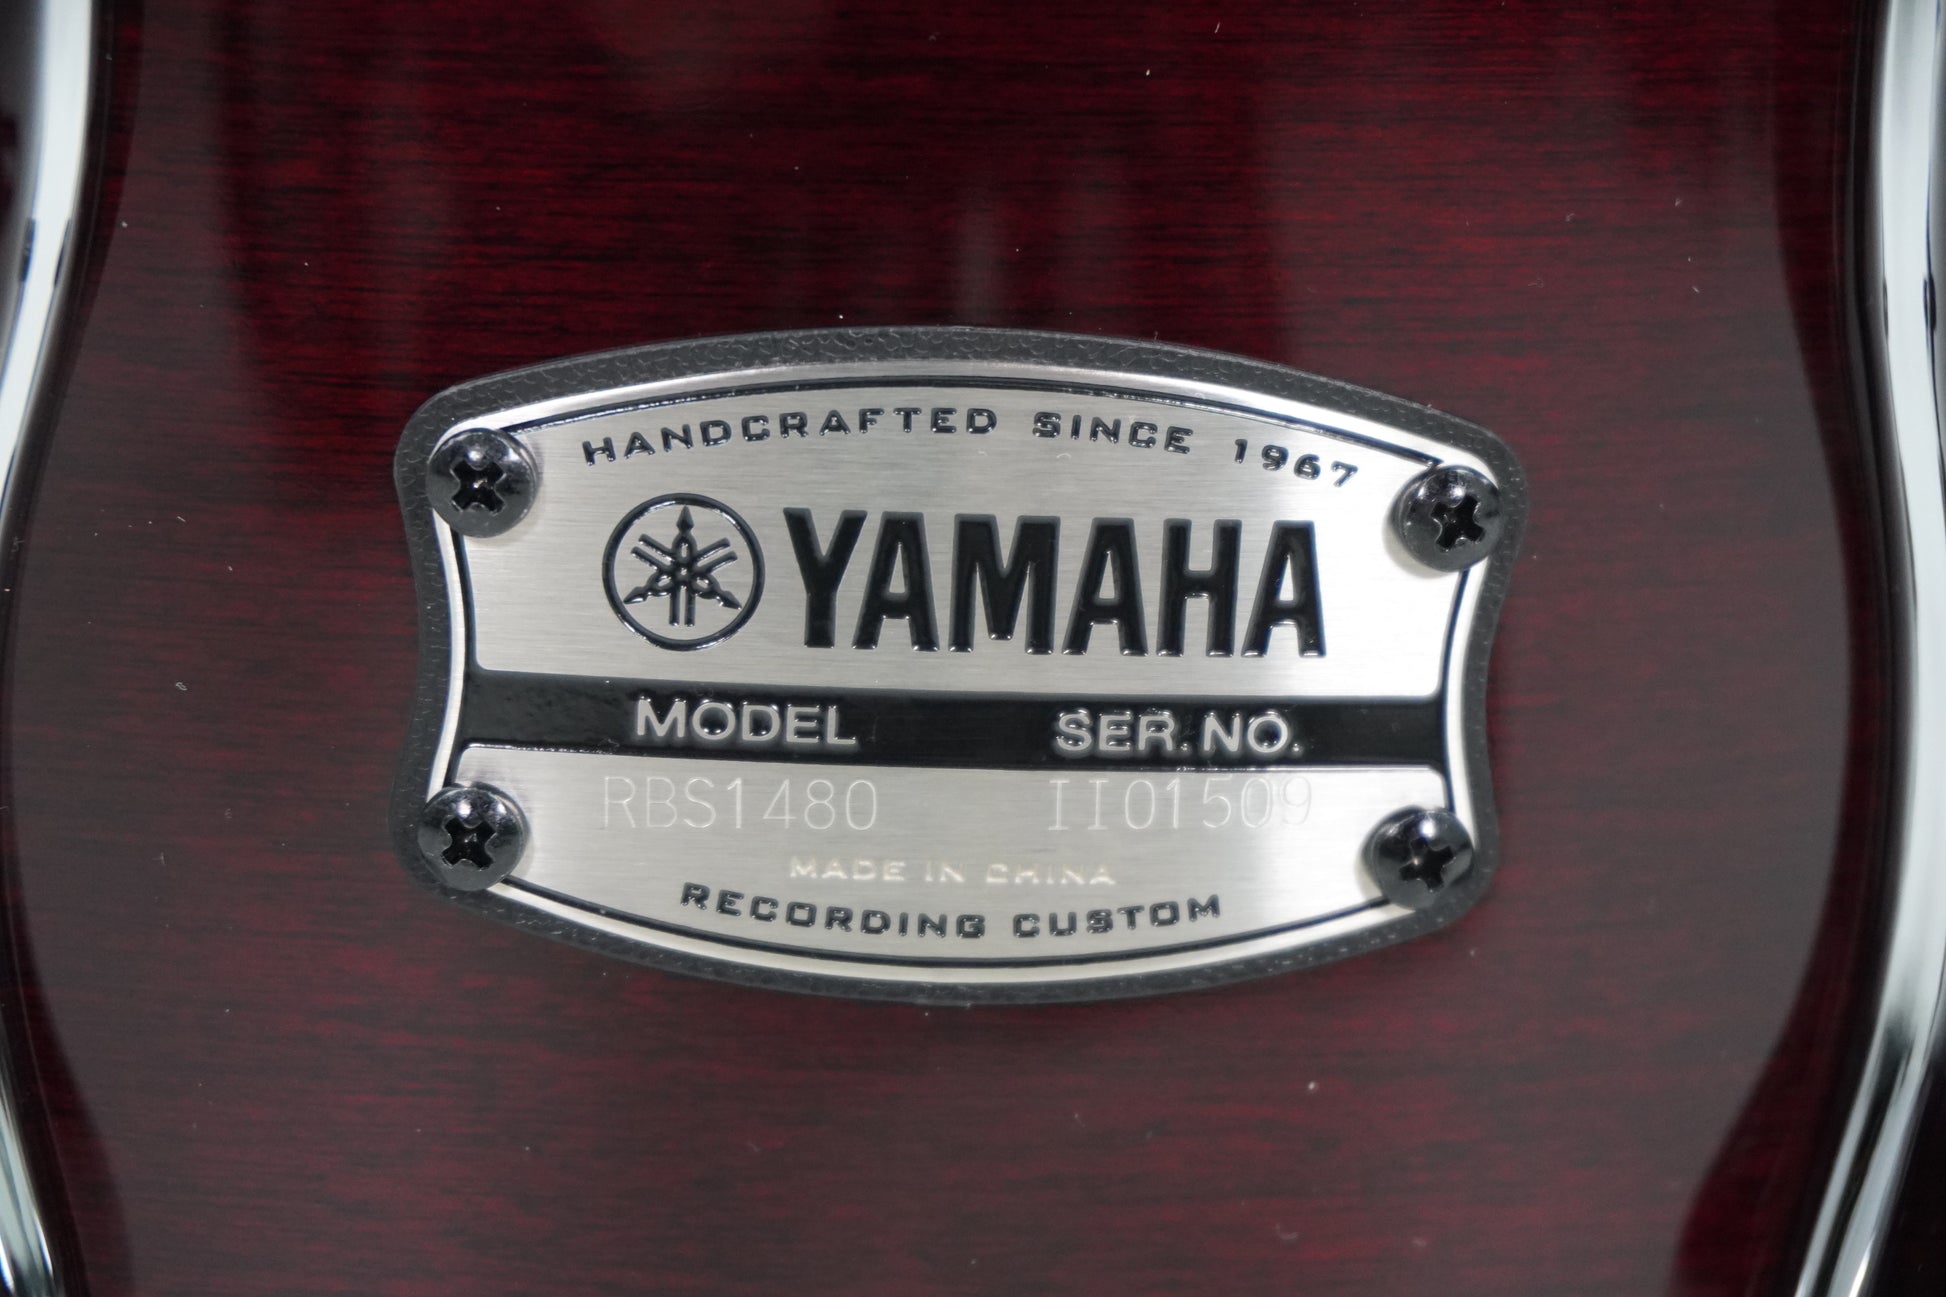 HANDCRAFTED SINCE 1967
YAMAHA
MODEL SER. NO.
RBS1480 II01509
MADE IN CHINA
RECORDING CUSTOM